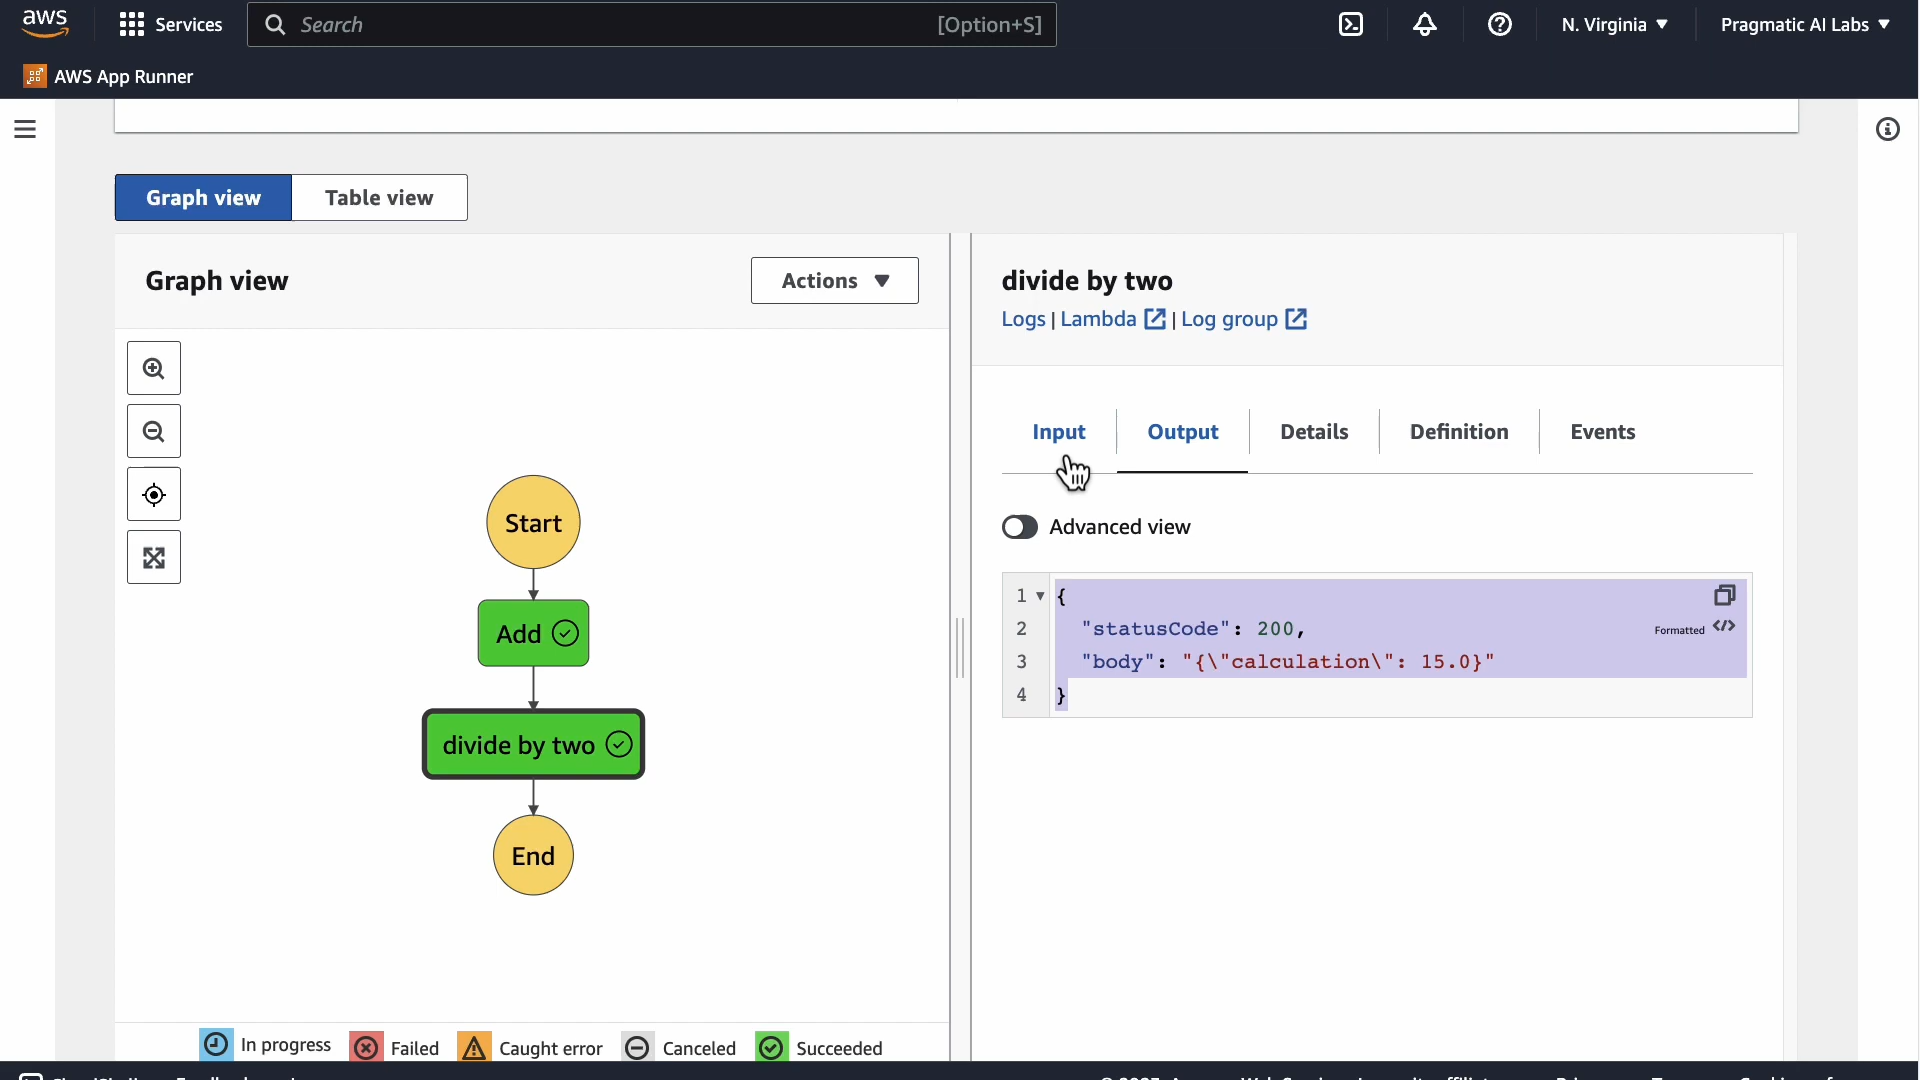 aws
Services
Search
[Option+S]
N. Virginia ▼
Pragmatic AI Labs ▼
AWS App Runner
Graph view
Table view
Graph view
Actions ▼
Start
Add
divide by two
End
In progress
Failed
Caught error
Canceled
Succeeded
divide by two
Logs | Lambda | Log group
Input
Output
Details
Definition
Events
Advanced view
1 ▼ {
2 "statusCode": 200,
Formatted </>
3 "body": "{\"calculation\": 15.0}"
4 }